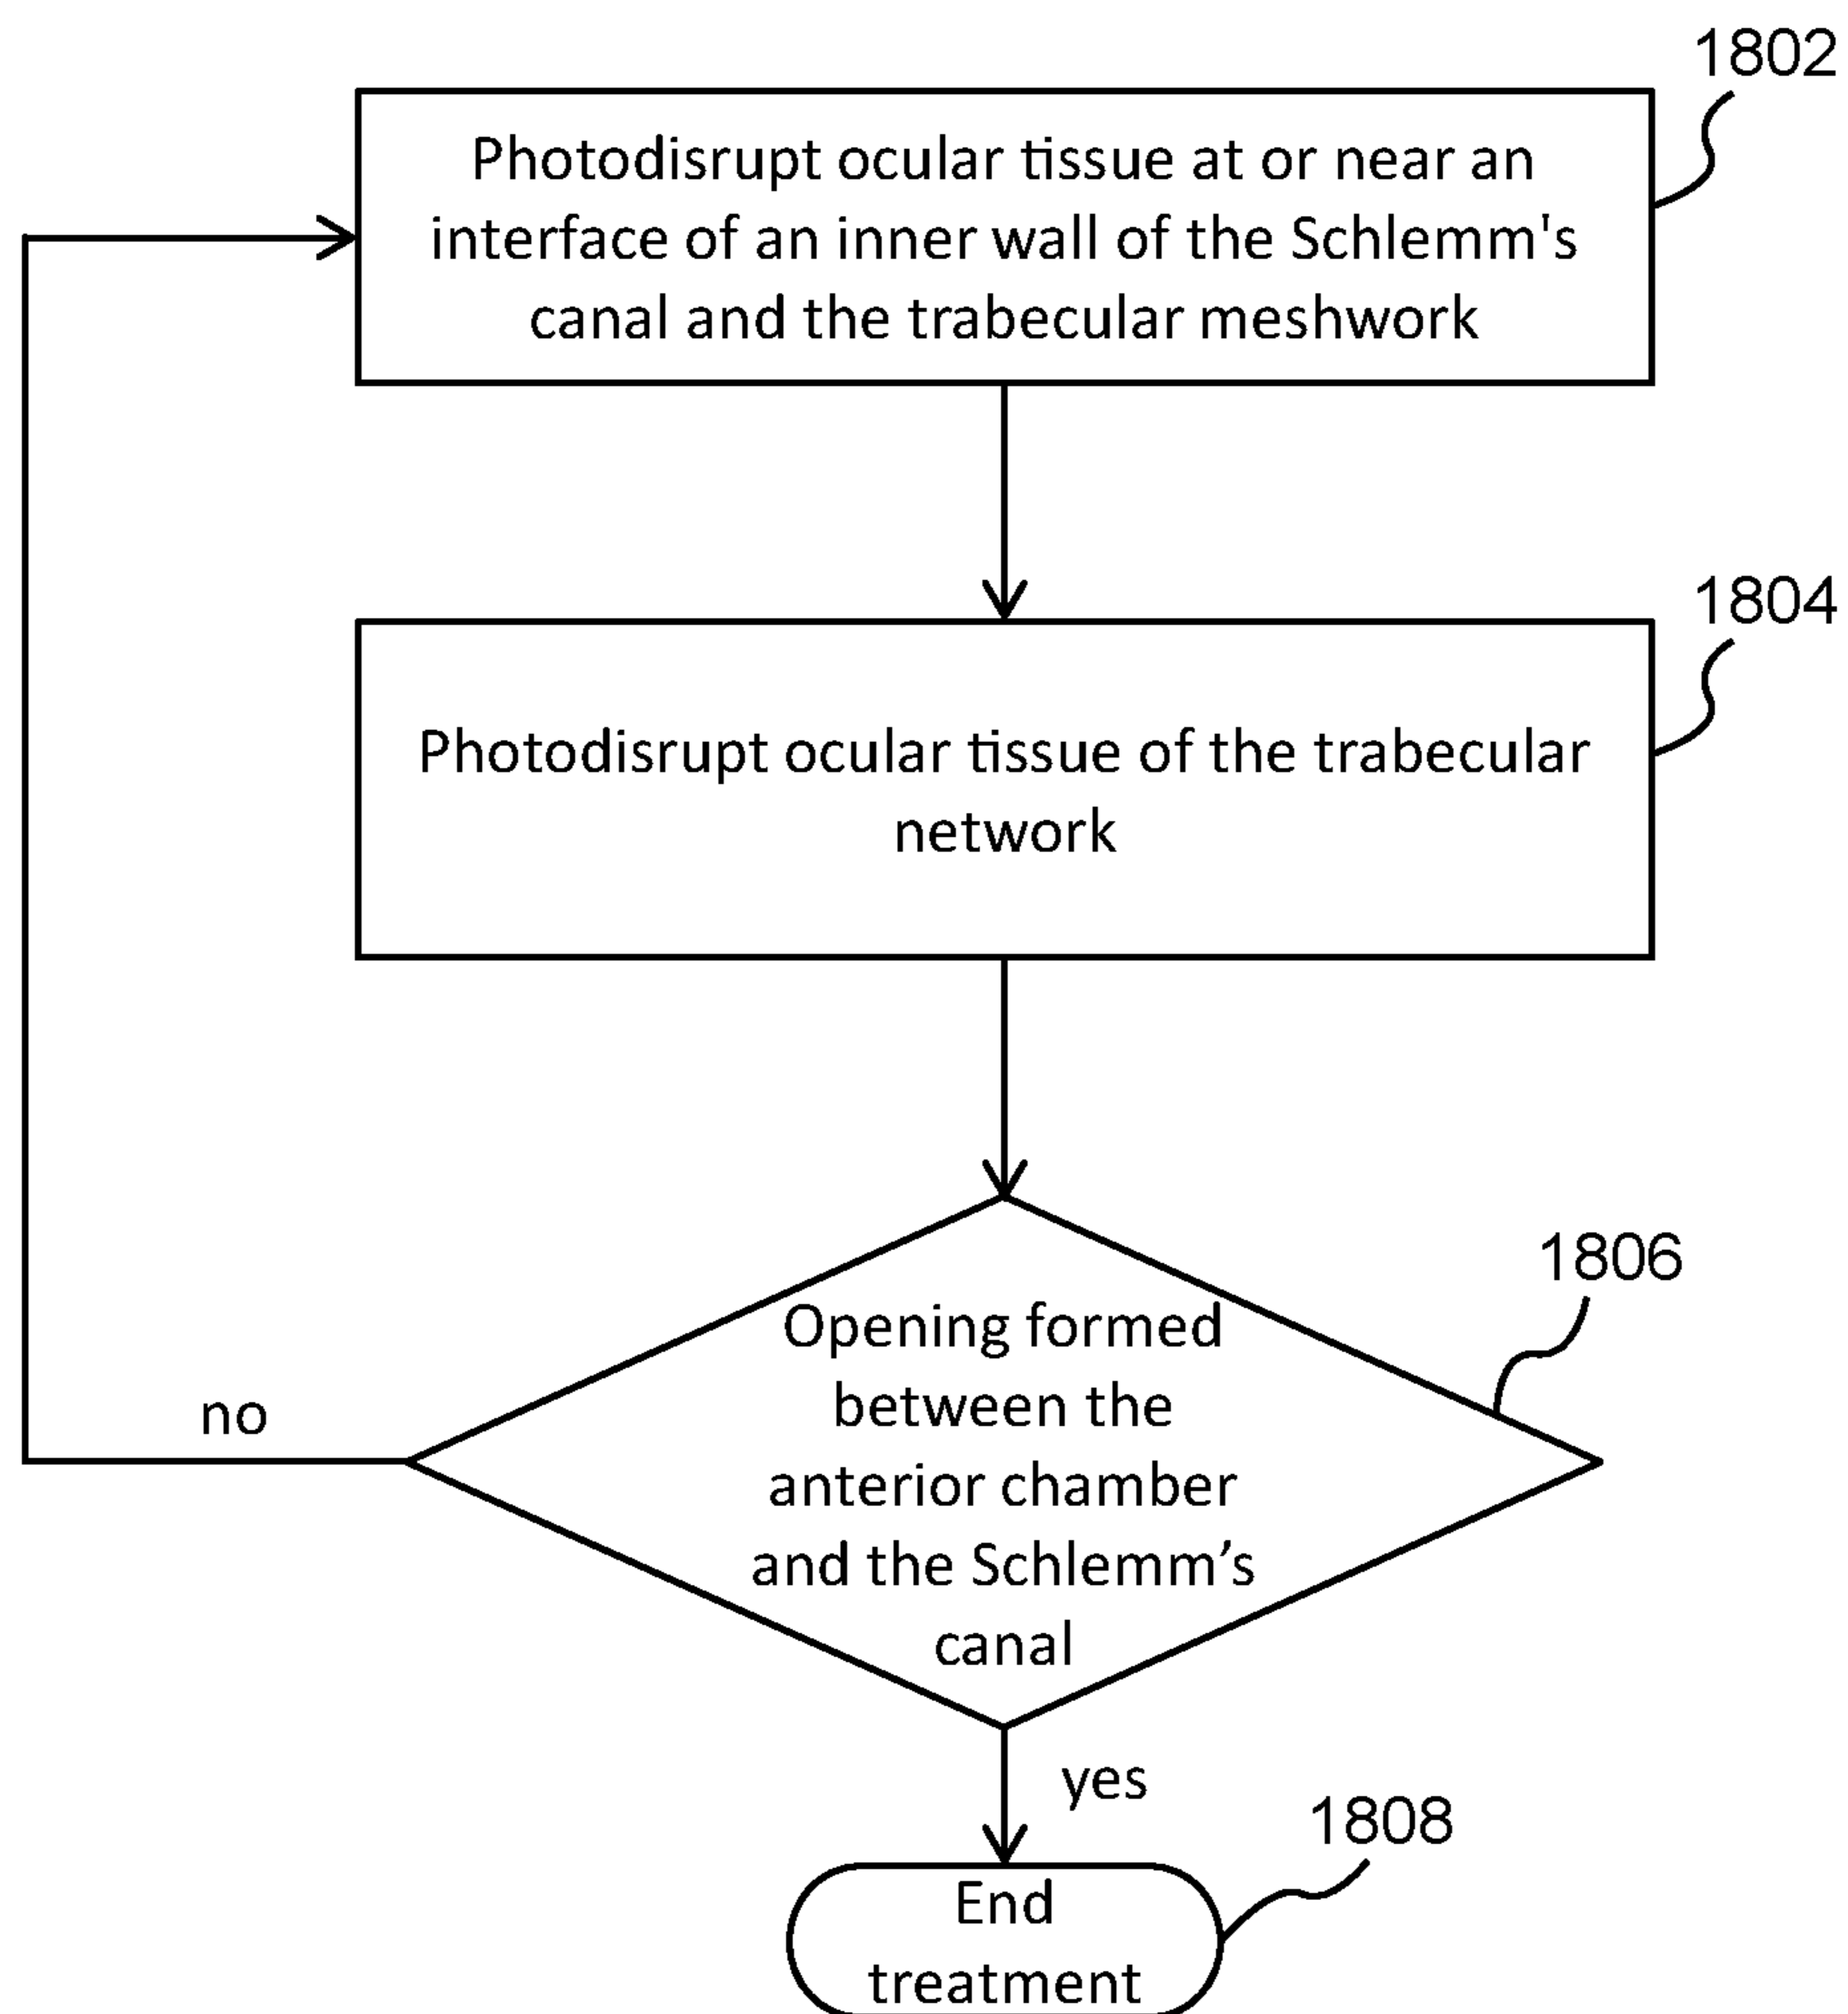 1802
Photodisrupt ocular tissue at or near an
interface of an inner wall of the Schlemm's
canal and the trabecular meshwork
1804
Photodisrupt ocular tissue of the trabecular
network
1806
Opening formed
between the
anterior chamber
and the Schlemm’s
canal
no
yes
1808
End
treatment